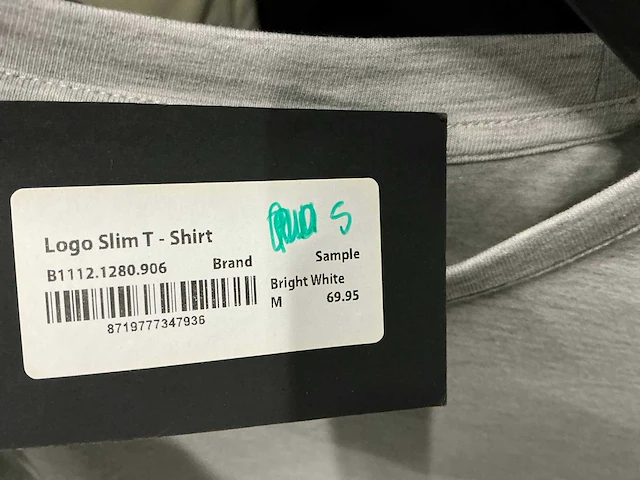 S
Logo Slim T - Shirt
B1112.1280.906 Brand Sample
Bright White
M 69.95
8719777347936